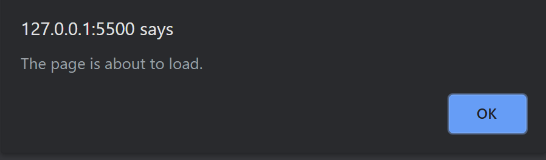 127.0.0.1:5500 says
The page is about to load.
OK